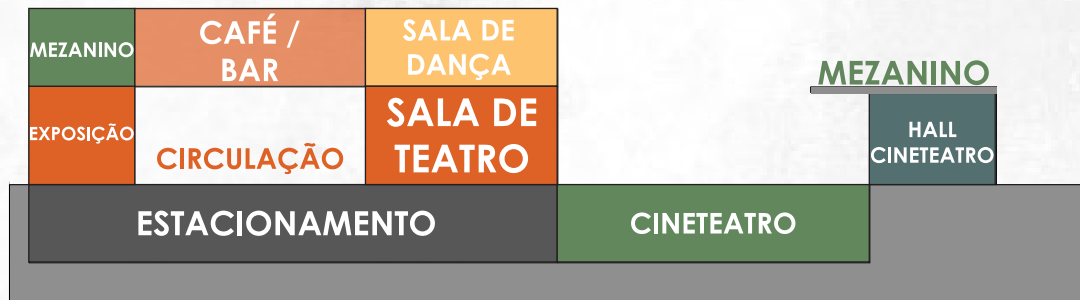 MEZANINO
CAFÉ /
BAR
SALA DE
DANÇA
MEZANINO
EXPOSIÇÃO
CIRCULAÇÃO
SALA DE
TEATRO
HALL
CINETEATRO
ESTACIONAMENTO
CINETEATRO